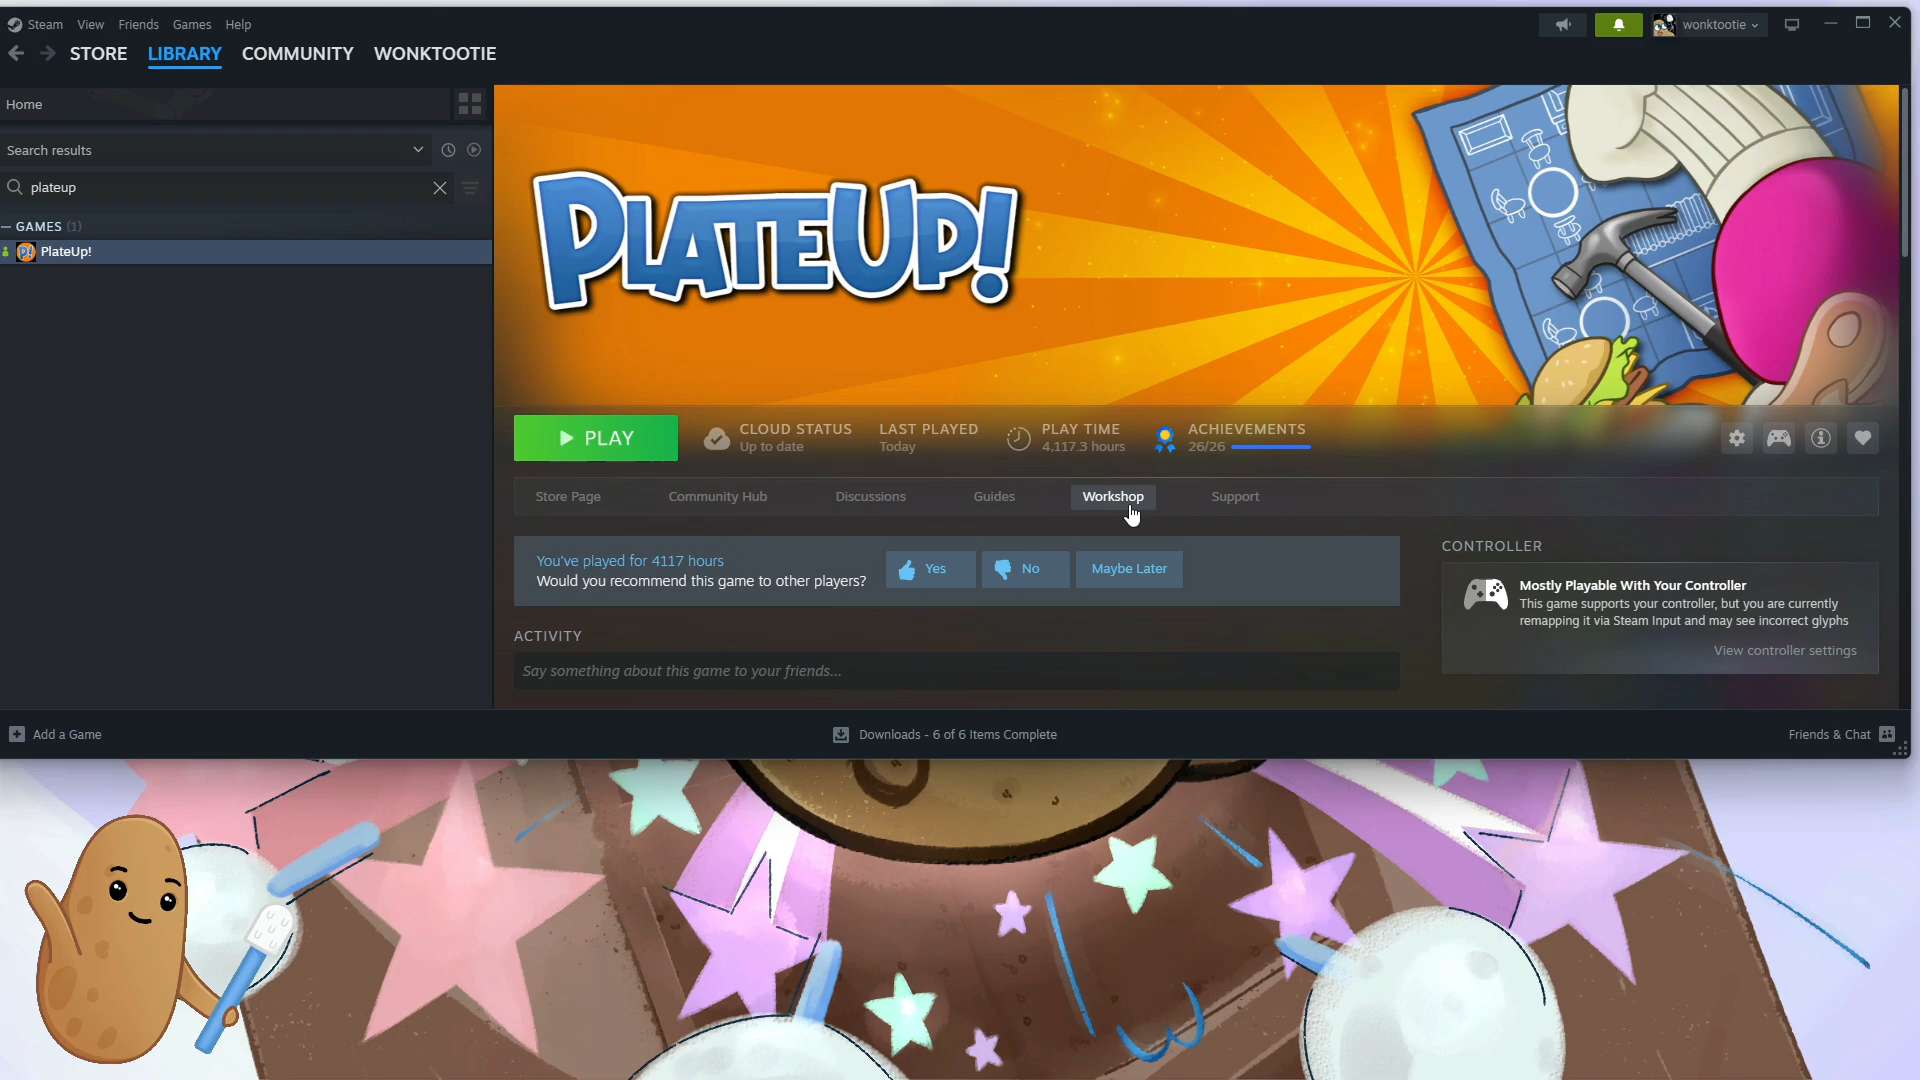 Steam View Friends Games Help
wonktootie
STORE LIBRARY COMMUNITY WONKTOOTIE
Home
Search results
plateup
GAMES (1)
P! PlateUp!
PLATEUP!
PLAY
CLOUD STATUS
Up to date
LAST PLAYED
Today
PLAY TIME
4,117.3 hours
ACHIEVEMENTS
26/26
Store Page Community Hub Discussions Guides Workshop Support
You've played for 4117 hours
Would you recommend this game to other players?
Yes No Maybe Later
CONTROLLER
Mostly Playable With Your Controller
This game supports your controller, but you are currently
remapping it via Steam Input and may see incorrect glyphs
View controller settings
ACTIVITY
Say something about this game to your friends...
Add a Game
Downloads - 6 of 6 Items Complete
Friends & Chat